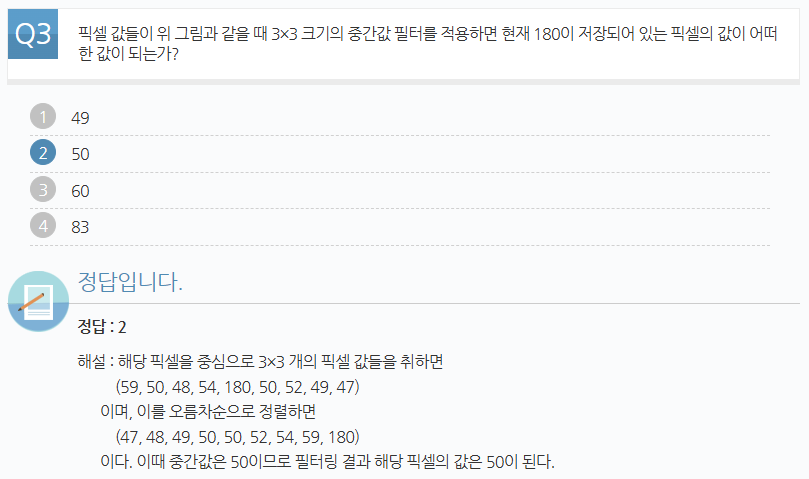 Q3
픽셀 값들이 위 그림과 같을 때 3×3 크기의 중간값 필터를 적용하면 현재 180이 저장되어 있는 픽셀의 값이 어떠
한 값이 되는가?
1 49
2 50
3 60
4 83
정답입니다.
정답 : 2
해설 : 해당 픽셀을 중심으로 3×3 개의 픽셀 값들을 취하면
(59, 50, 48, 54, 180, 50, 52, 49, 47)
이며, 이를 오름차순으로 정렬하면
(47, 48, 49, 50, 50, 52, 54, 59, 180)
이다. 이때 중간값은 50이므로 필터링 결과 해당 픽셀의 값은 50이 된다.